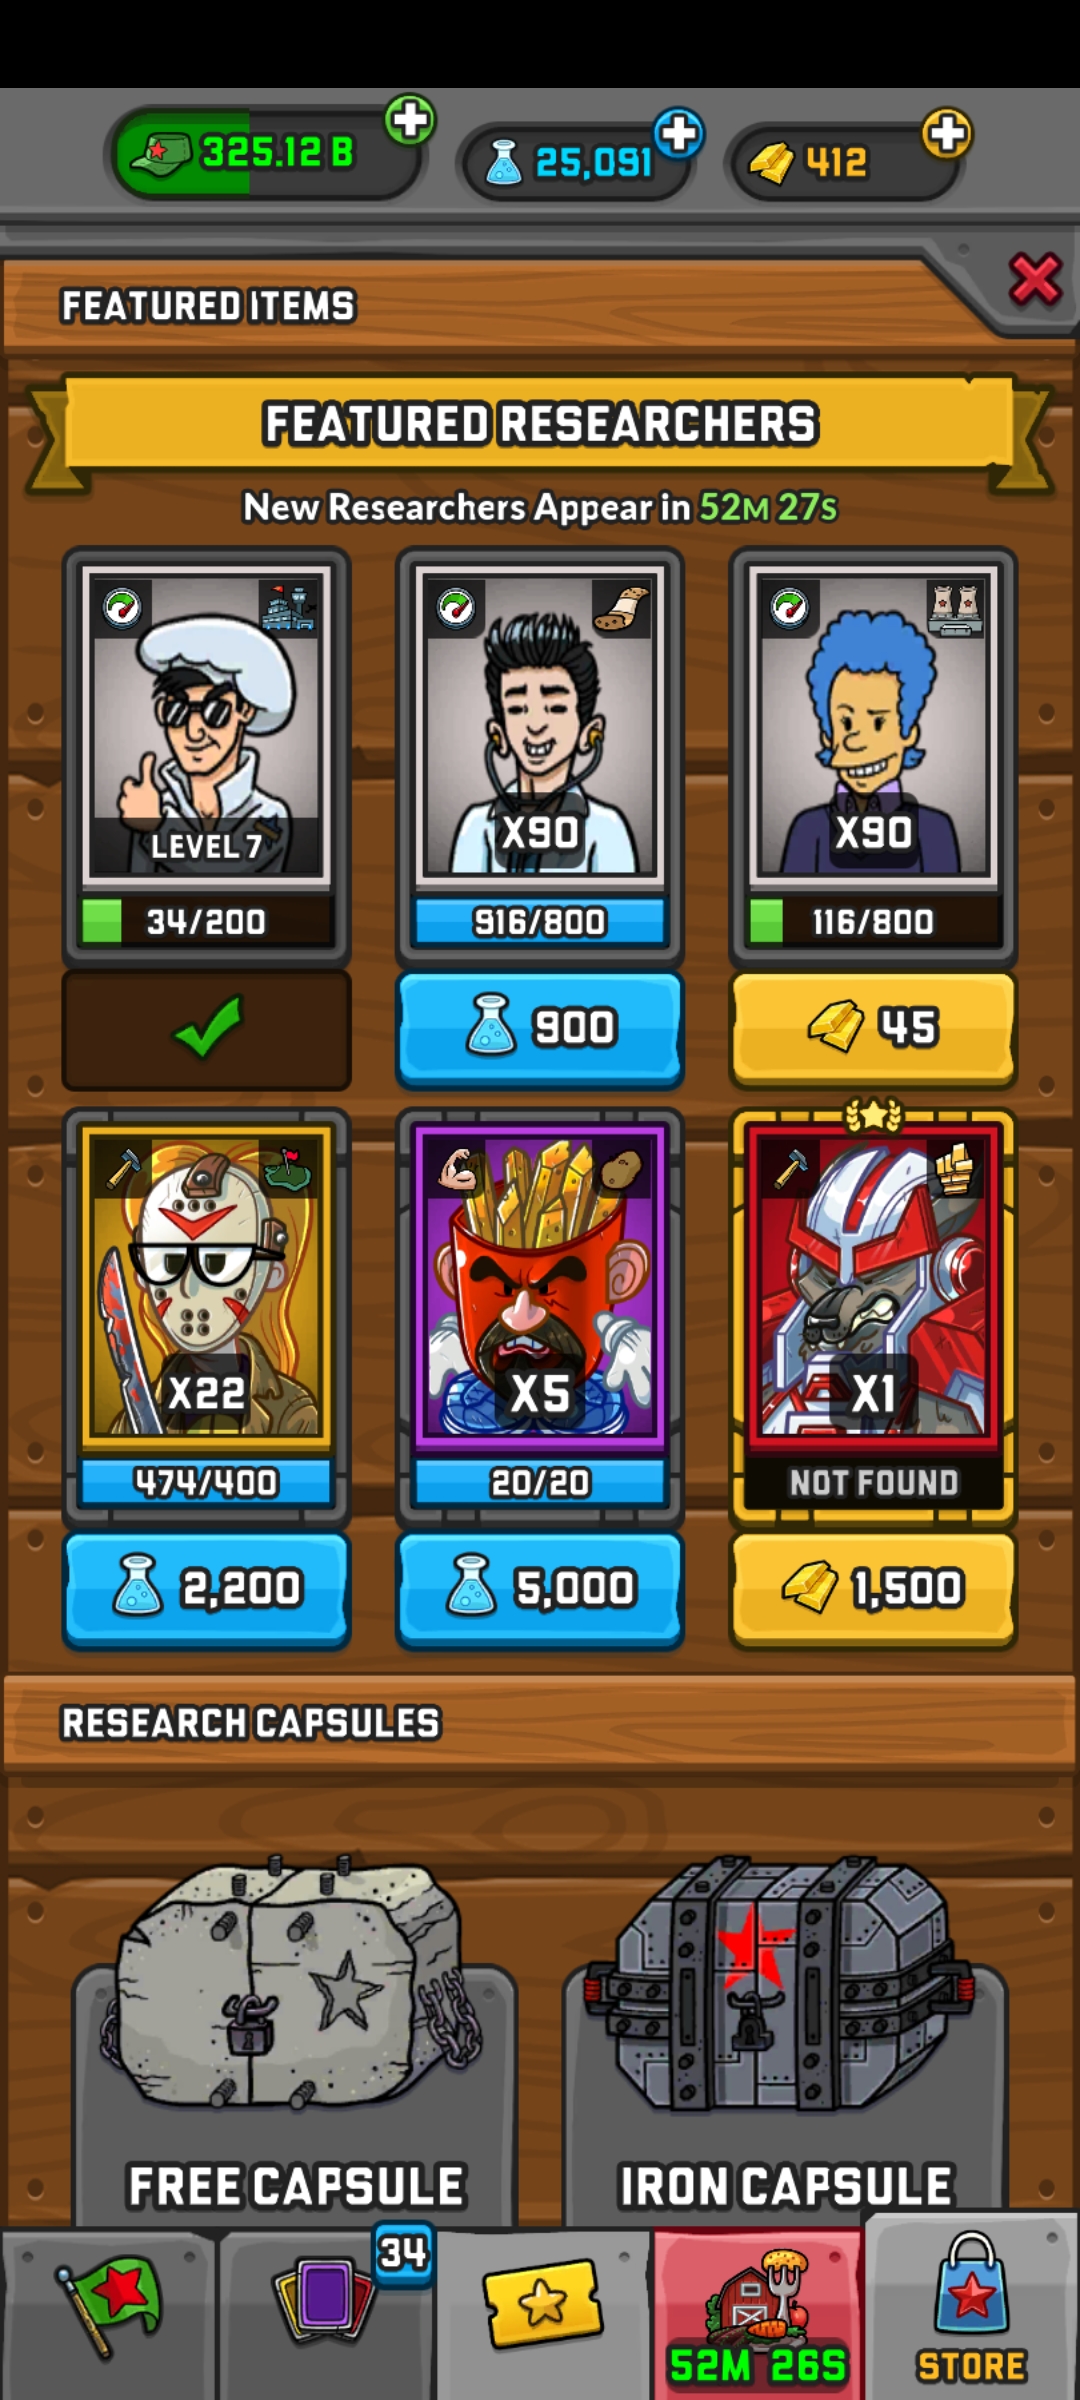 325.12 B
25,091
412
FEATURED ITEMS
FEATURED RESEARCHERS
New Researchers Appear in 52M 27S
LEVEL 7
X90
X90
34/200
916/800
116/800
900
45
X22
X5
X1
474/400
20/20
NOT FOUND
2,200
5,000
1,500
RESEARCH CAPSULES
FREE CAPSULE
IRON CAPSULE
34
52M 26S
STORE